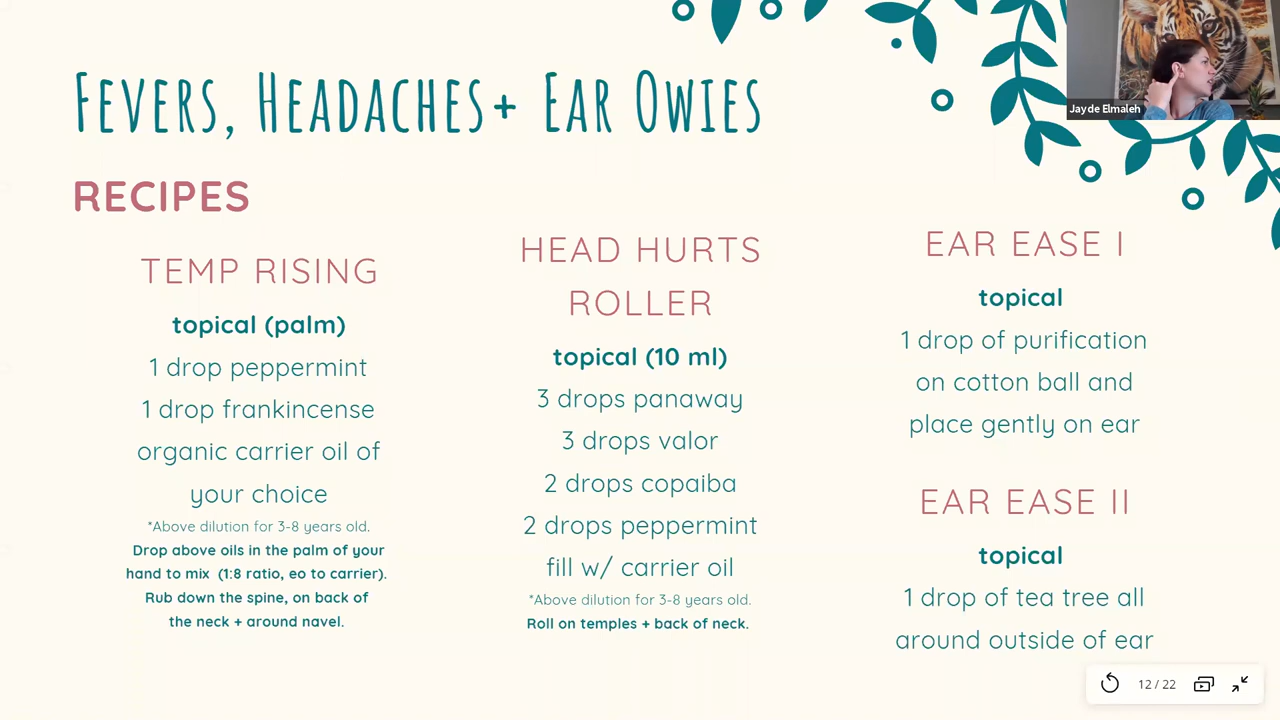 Jayde Elmaleh
Fevers, Headaches+ Ear Owies
RECIPES
TEMP RISING
topical (palm)
1 drop peppermint
1 drop frankincense
organic carrier oil of
your choice
*Above dilution for 3-8 years old.
Drop above oils in the palm of your
hand to mix (1:8 ratio, eo to carrier).
Rub down the spine, on back of
the neck + around navel.
HEAD HURTS
ROLLER
topical (10 ml)
3 drops panaway
3 drops valor
2 drops copaiba
2 drops peppermint
fill w/ carrier oil
*Above dilution for 3-8 years old.
Roll on temples + back of neck.
EAR EASE I
topical
1 drop of purification
on cotton ball and
place gently on ear
EAR EASE II
topical
1 drop of tea tree all
around outside of ear
12 / 22